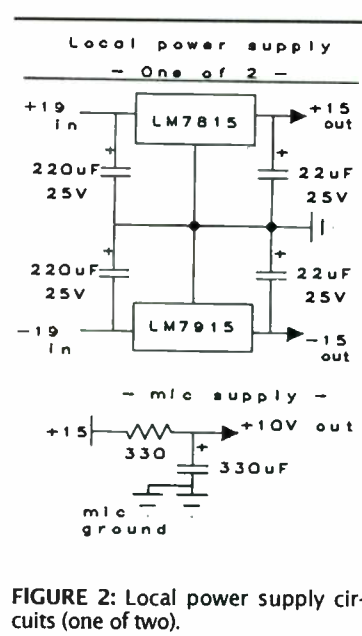 Local power supply
- One of 2 -
+19 in
LM7815
+15 out
+
+
220uF 25V
22uF 25V
+
+
220uF 25V
22uF 25V
-19 in
LM7915
-15 out
- mic supply -
+15
330
+
+10V out
330uF
mic ground
FIGURE 2: Local power supply cir-
cuits (one of two).